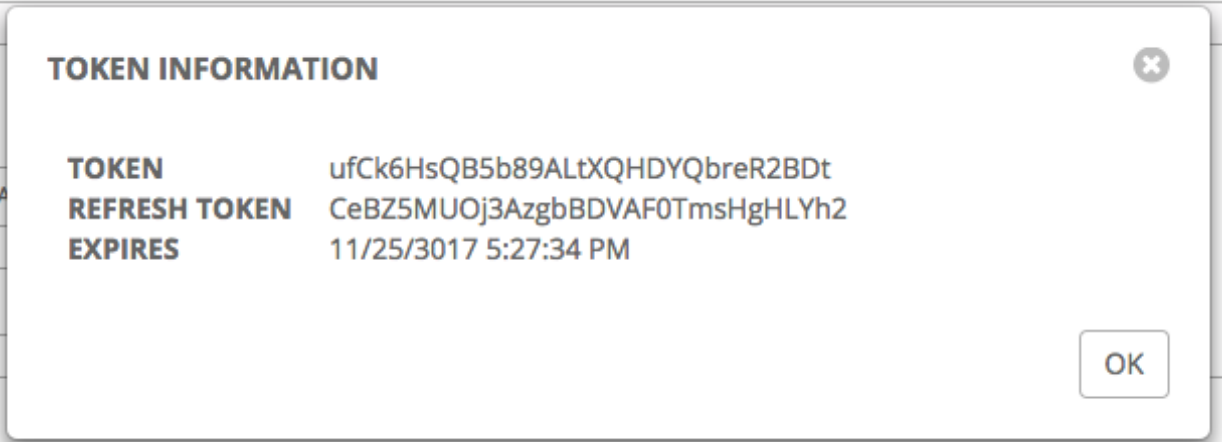 TOKEN INFORMATION
TOKEN ufCk6HsQB5b89ALtXQHDYQbreR2BDt
REFRESH TOKEN CeBZ5MUOj3AzgbBDVAF0TmsHgHLYh2
EXPIRES 11/25/3017 5:27:34 PM
OK